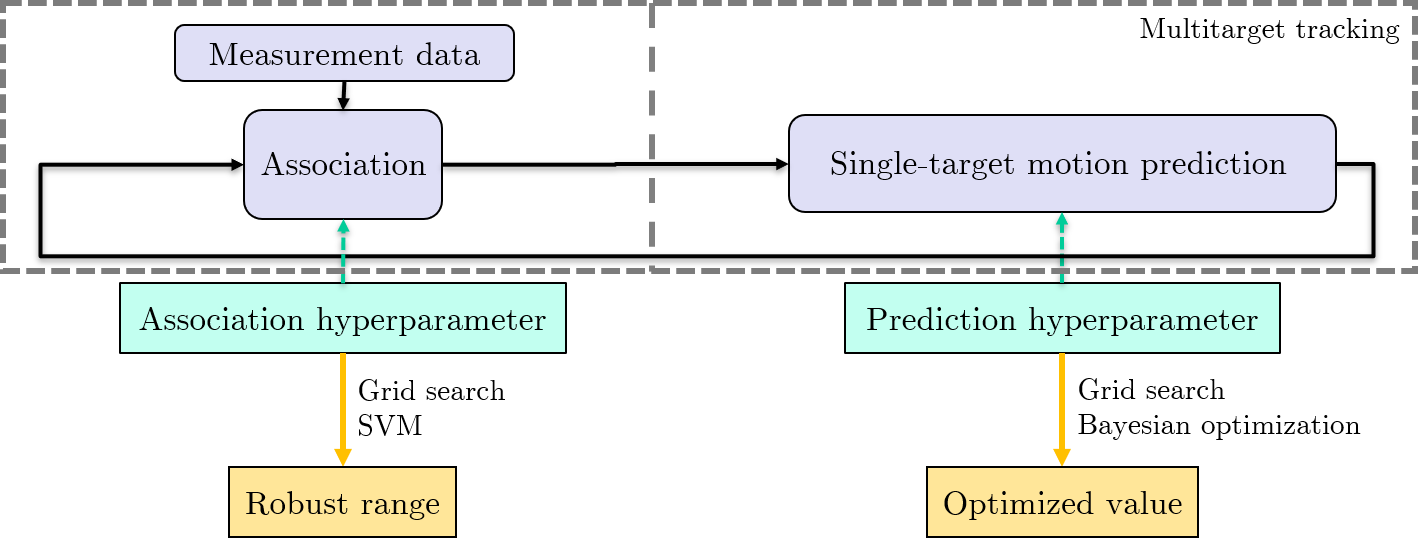 Multitarget tracking
Measurement data
Association
Single-target motion prediction
Association hyperparameter
Prediction hyperparameter
Grid search
SVM
Grid search
Bayesian optimization
Robust range
Optimized value